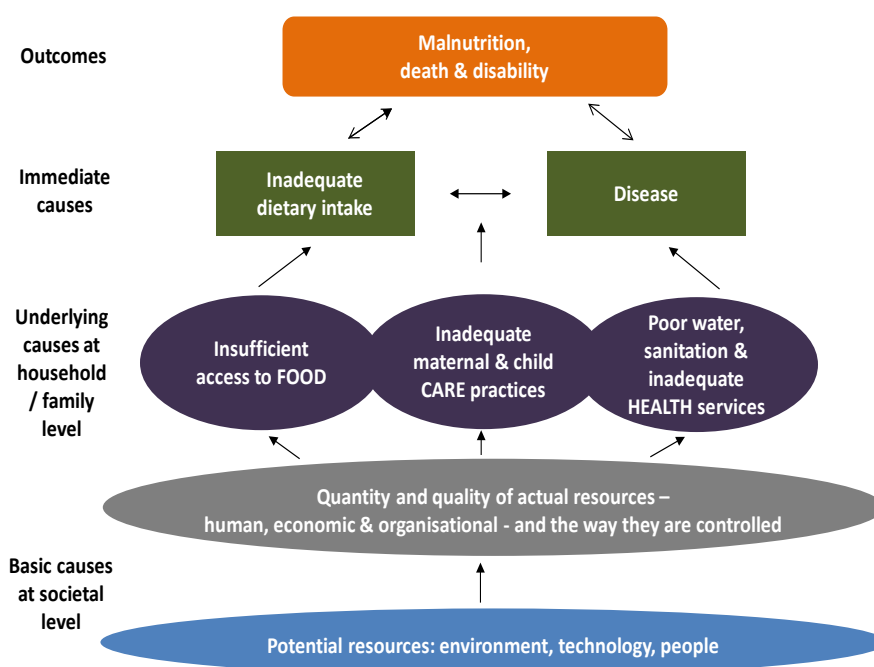 Outcomes
Malnutrition,
death & disability
Immediate
causes
Inadequate
dietary intake
Disease
Underlying
causes at
household
/ family
level
Insufficient
access to FOOD
Inadequate
maternal & child
CARE practices
Poor water,
sanitation &
inadequate
HEALTH services
Quantity and quality of actual resources –
human, economic & organisational - and the way they are controlled
Basic causes
at societal
level
Potential resources: environment, technology, people